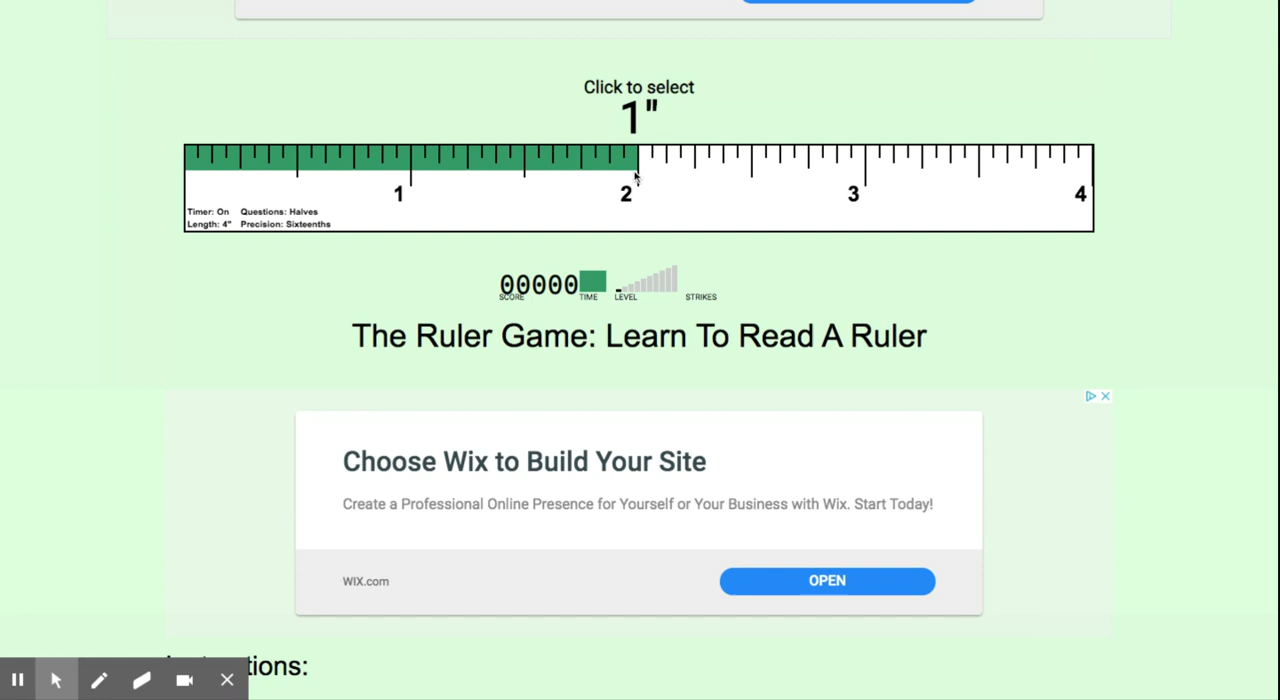 Click to select
1"
1 2 3 4
Timer: On Questions: Halves
Length: 4" Precision: Sixteenths
00000
SCORE TIME LEVEL STRIKES
The Ruler Game: Learn To Read A Ruler
Choose Wix to Build Your Site
Create a Professional Online Presence for Yourself or Your Business with Wix. Start Today!
WIX.com OPEN
tions: